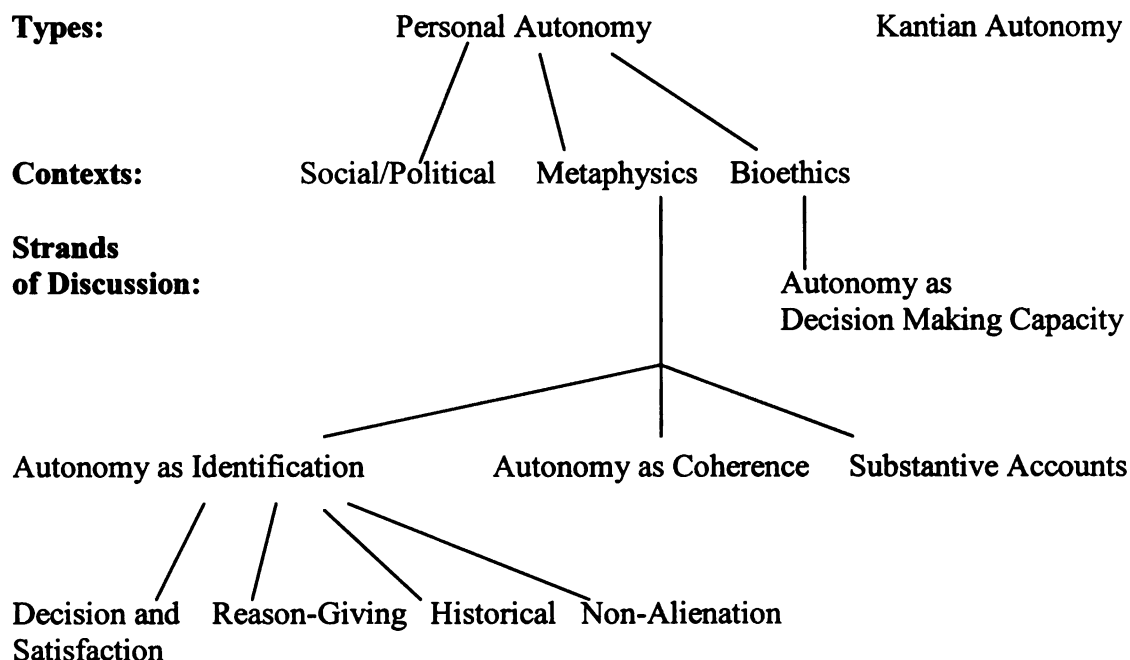 Types: Personal Autonomy Kantian Autonomy
Contexts: Social/Political Metaphysics Bioethics
Strands
of Discussion:
Autonomy as
Decision Making Capacity
Autonomy as Identification Autonomy as Coherence Substantive Accounts
Decision and Reason-Giving Historical Non-Alienation
Satisfaction